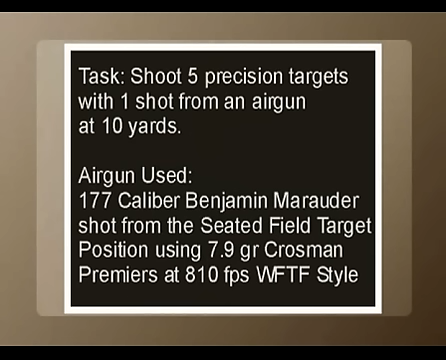 Task: Shoot 5 precision targets
with 1 shot from an airgun
at 10 yards.
Airgun Used:
177 Caliber Benjamin Marauder
shot from the Seated Field Target
Position using 7.9 gr Crosman
Premiers at 810 fps WFTF Style